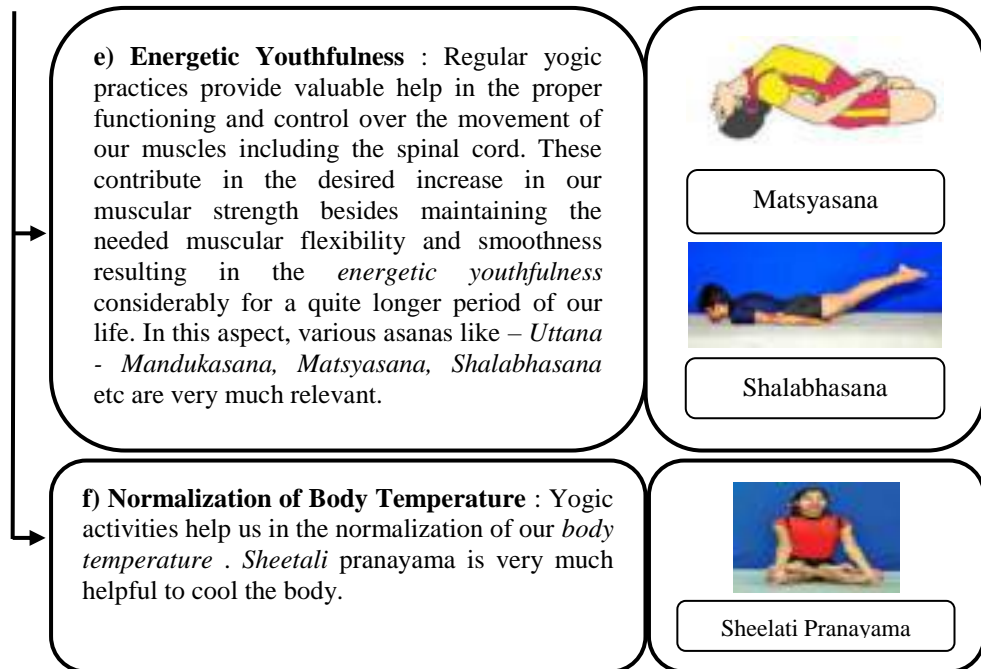 e) Energetic Youthfulness : Regular yogic
practices provide valuable help in the proper
functioning and control over the movement of
our muscles including the spinal cord. These
contribute in the desired increase in our
muscular strength besides maintaining the
needed muscular flexibility and smoothness
resulting in the energetic youthfulness
considerably for a quite longer period of our
life. In this aspect, various asanas like – Uttana
- Mandukasana, Matsyasana, Shalabhasana
etc are very much relevant.
Matsyasana
Shalabhasana
f) Normalization of Body Temperature : Yogic
activities help us in the normalization of our body
temperature . Sheetali pranayama is very much
helpful to cool the body.
Sheelati Pranayama